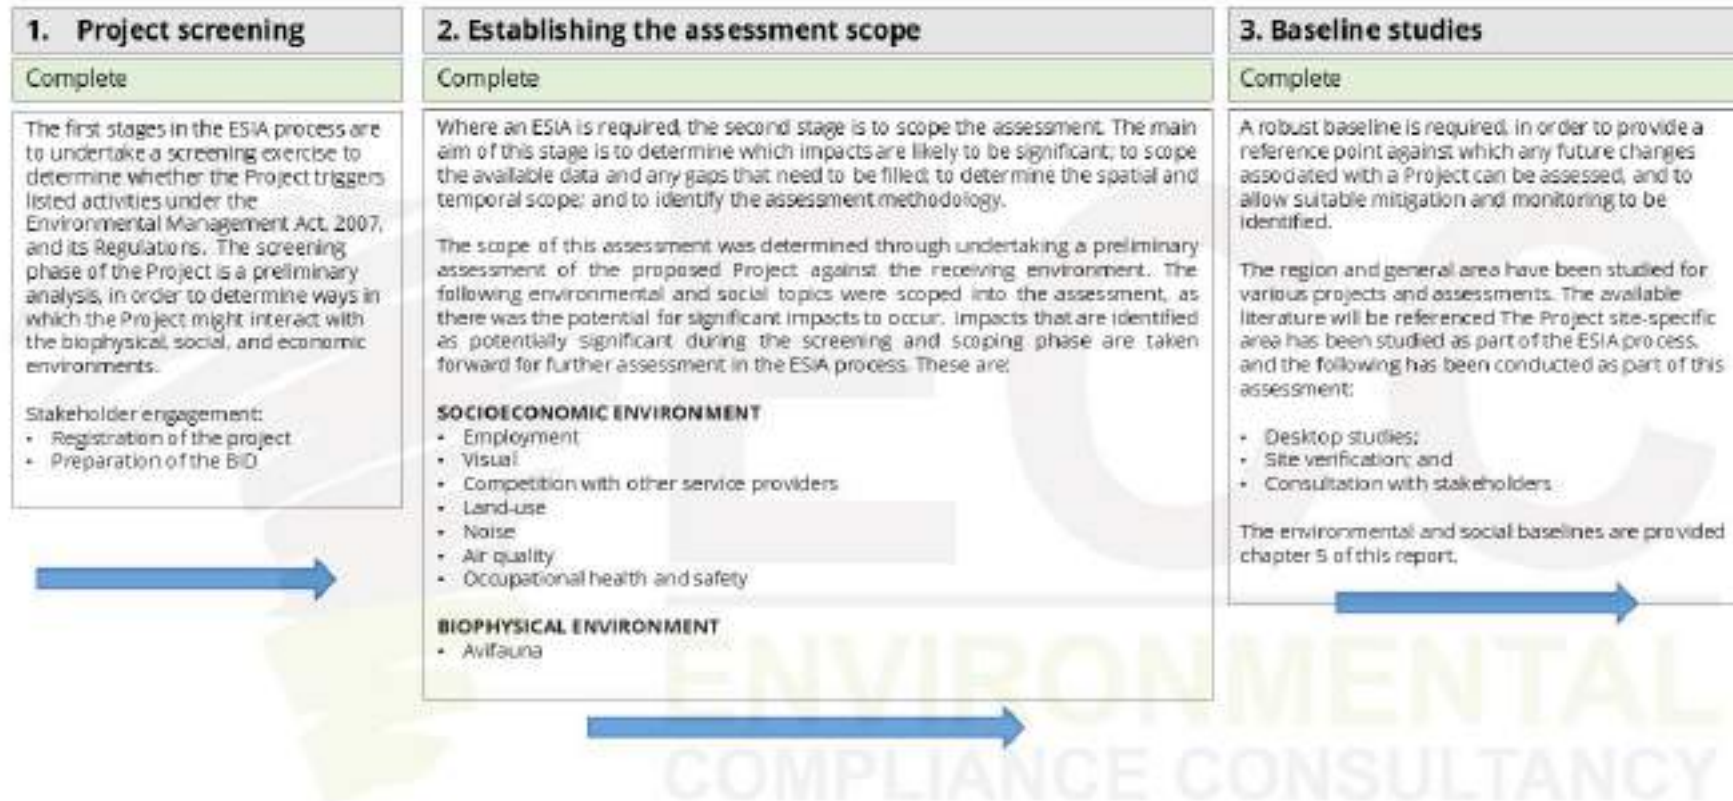 1. Project screening
Complete
The first stages in the ESIA process are
to undertake a screening exercise to
determine whether the Project triggers
listed activities under the
Environmental Management Act, 2007,
and its Regulations. The screening
phase of the Project is a preliminary
analysis, in order to determine ways in
which the Project might interact with
the biophysical, social, and economic
environments.
Stakeholder engagement:
• Registration of the project
• Preparation of the BID
2. Establishing the assessment scope
Complete
Where an ESIA is required, the second stage is to scope the assessment. The main
aim of this stage is to determine which impacts are likely to be significant; to scope
the available data and any gaps that need to be filled; to determine the spatial and
temporal scope; and to identify the assessment methodology.
The scope of this assessment was determined through undertaking a preliminary
assessment of the proposed Project against the receiving environment. The
following environmental and social topics were scoped into the assessment, as
there was the potential for significant impacts to occur. Impacts that are identified
as potentially significant during the screening and scoping phase are taken
forward for further assessment in the ESIA process. These are:
SOCIOECONOMIC ENVIRONMENT
• Employment
• Visual
• Competition with other service providers
• Land-use
• Noise
• Air quality
• Occupational health and safety
BIOPHYSICAL ENVIRONMENT
• Avifauna
3. Baseline studies
Complete
A robust baseline is required, in order to provide a
reference point against which any future changes
associated with a Project can be assessed, and to
allow suitable mitigation and monitoring to be
identified.
The region and general area have been studied for
various projects and assessments. The available
literature will be referenced The Project site-specific
area has been studied as part of the ESIA process,
and the following has been conducted as part of this
assessment:
• Desktop studies;
• Site verification; and
• Consultation with stakeholders
The environmental and social baselines are provided
chapter 5 of this report.
ECC
ENVIRONMENTAL
COMPLIANCE CONSULTANCY